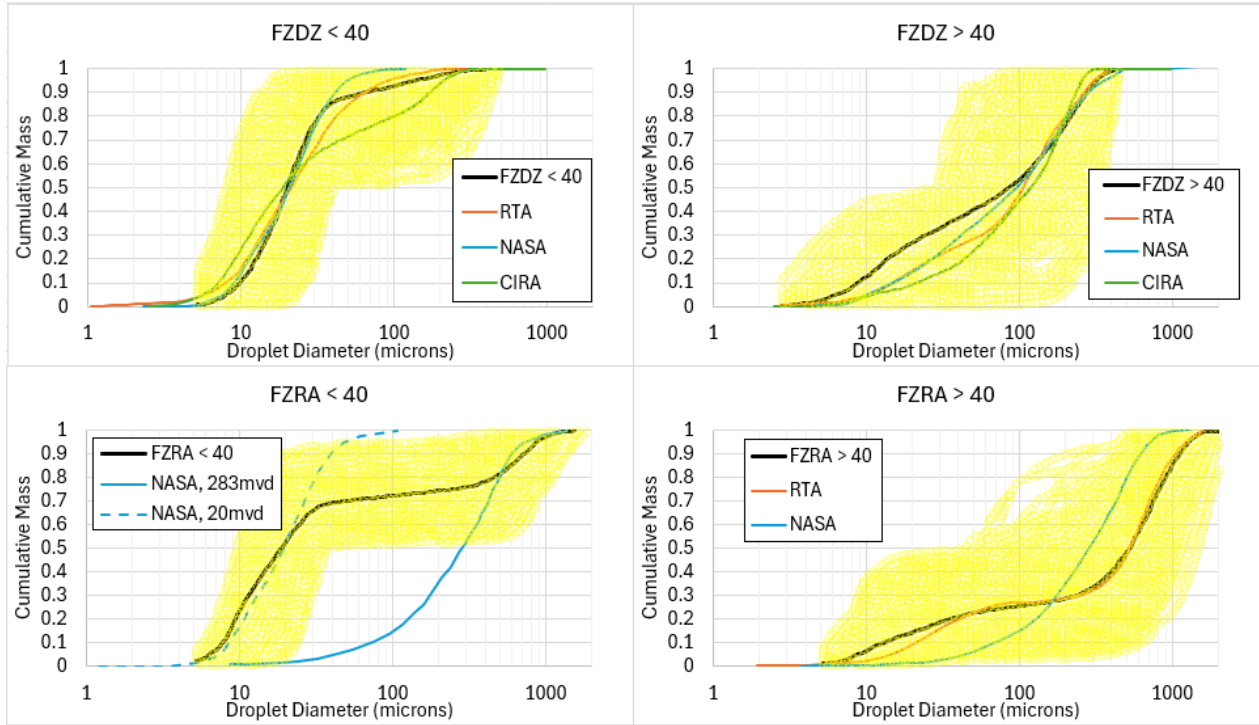 FZDZ < 40
1
0.9
0.8
0.7
0.6
0.5
0.4
0.3
0.2
0.1
0
Cumulative Mass
1 10 100 1000
Droplet Diameter (microns)
FZDZ < 40
RTA
NASA
CIRA
FZDZ > 40
1
0.9
0.8
0.7
0.6
0.5
0.4
0.3
0.2
0.1
0
Cumulative Mass
1 10 100 1000
Droplet Diameter (microns)
FZDZ > 40
RTA
NASA
CIRA
FZRA < 40
1
0.9
0.8
0.7
0.6
0.5
0.4
0.3
0.2
0.1
0
Cumulative Mass
1 10 100 1000
Droplet Diameter (microns)
FZRA < 40
NASA, 283mvd
NASA, 20mvd
FZRA > 40
1
0.9
0.8
0.7
0.6
0.5
0.4
0.3
0.2
0.1
0
Cumulative Mass
1 10 100 1000
Droplet Diameter (microns)
FZRA > 40
RTA
NASA